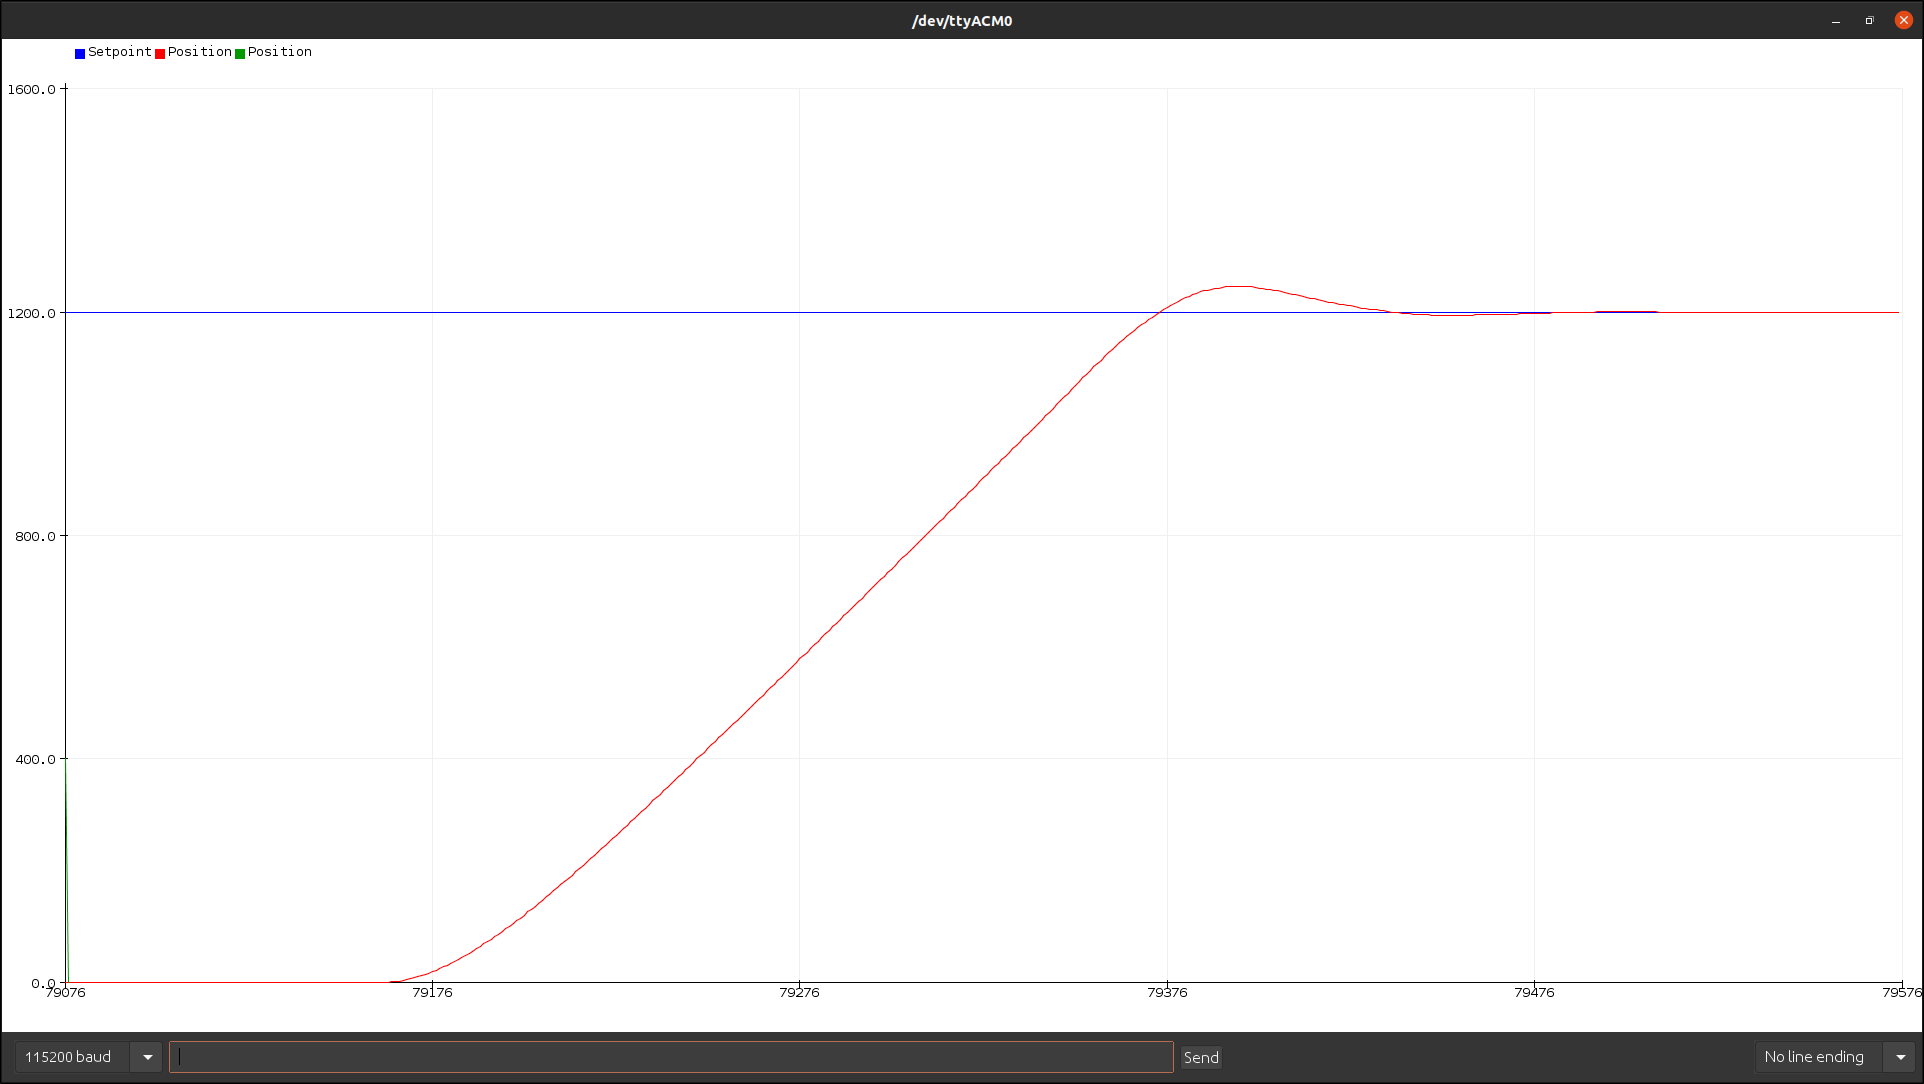 /dev/ttyACM0
Setpoint Position Position
1600.0
1200.0
800.0
400.0
0.0
79076 79176 79276 79376 79476 79576
115200 baud Send No line ending